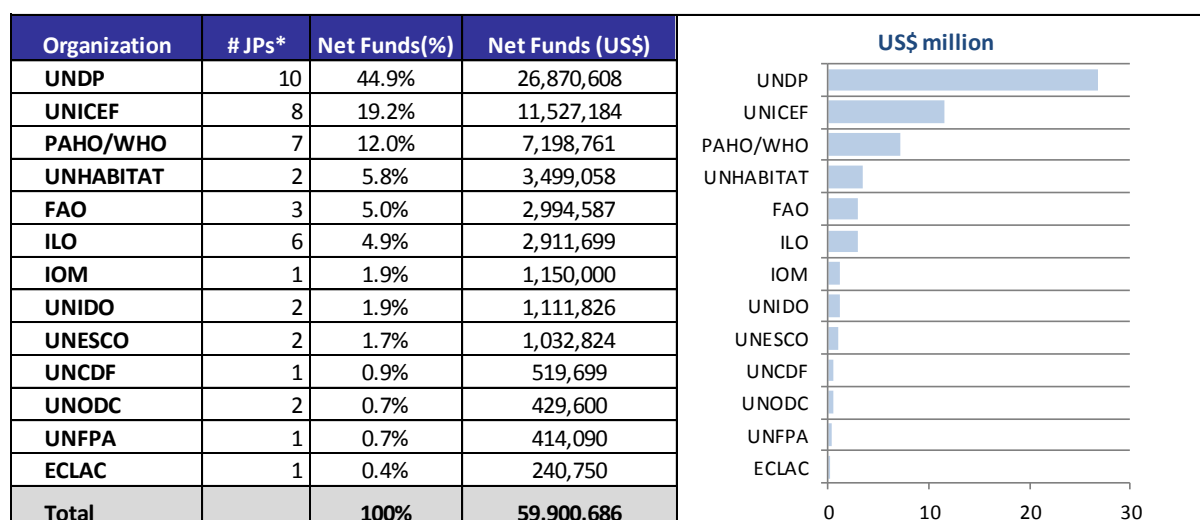 Organization # JPs* Net Funds(%) Net Funds (US$)
UNDP 10 44.9% 26,870,608
UNICEF 8 19.2% 11,527,184
PAHO/WHO 7 12.0% 7,198,761
UNHABITAT 2 5.8% 3,499,058
FAO 3 5.0% 2,994,587
ILO 6 4.9% 2,911,699
IOM 1 1.9% 1,150,000
UNIDO 2 1.9% 1,111,826
UNESCO 2 1.7% 1,032,824
UNCDF 1 0.9% 519,699
UNODC 2 0.7% 429,600
UNFPA 1 0.7% 414,090
ECLAC 1 0.4% 240,750
Total 100% 59,900,686
US$ million
UNDP
UNICEF
PAHO/WHO
UNHABITAT
FAO
ILO
IOM
UNIDO
UNESCO
UNCDF
UNODC
UNFPA
ECLAC
0 10 20 30